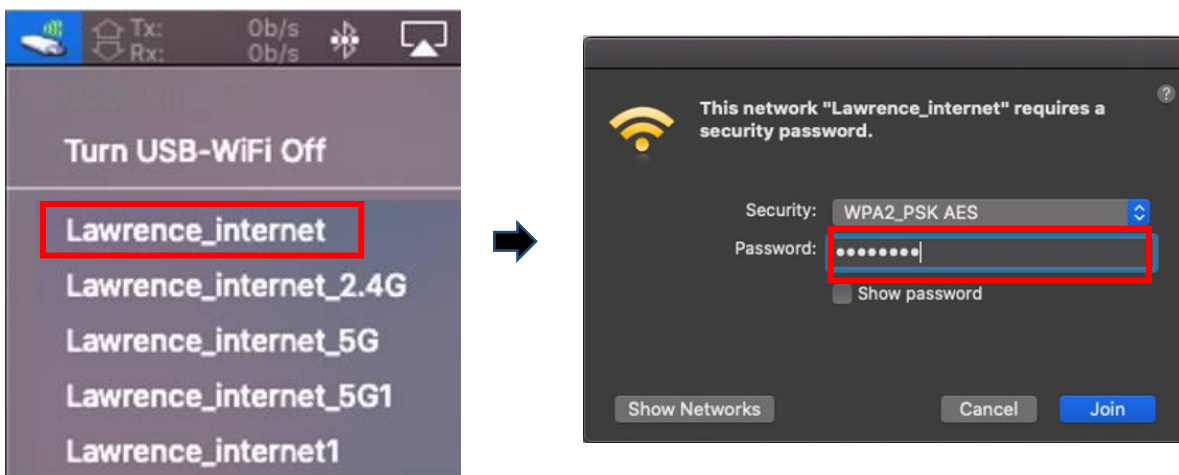 Tx: 0b/s
Rx: 0b/s
Turn USB-WiFi Off
Lawrence_internet
Lawrence_internet_2.4G
Lawrence_internet_5G
Lawrence_internet_5G1
Lawrence_internet1
?
This network "Lawrence_internet" requires a
security password.
Security: WPA2_PSK AES
Password: ••••••••
Show password
Show Networks Cancel Join